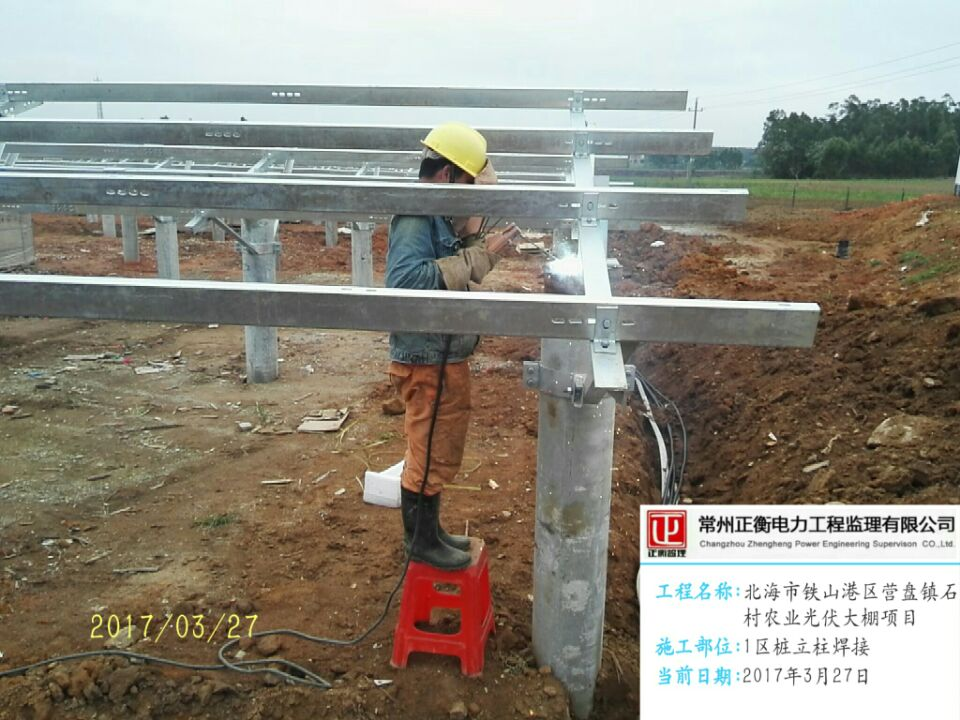 常州正衡电力工程监理有限公司
Changzhou Zhengheng Power Engineering Supervison CO.,Ltd.
正衡监理
工程名称:北海市铁山港区营盘镇石
村农业光伏大棚项目
施工部位:1区桩立柱焊接
当前日期:2017年3月27日
2017/03/27